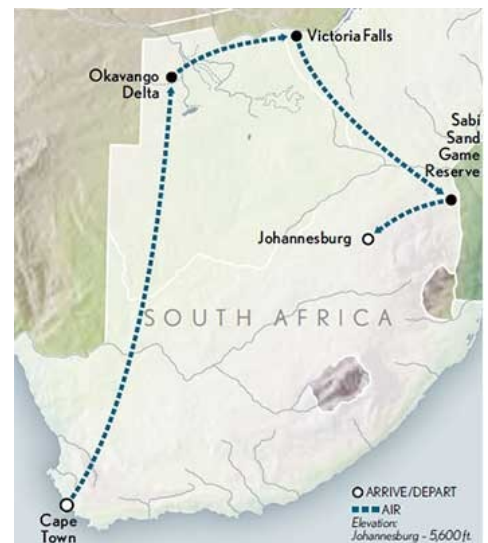 Victoria Falls
Okavango
Delta
Sabi
Sand
Game
Reserve
Johannesburg
SOUTH AFRICA
Cape
Town
ARRIVE/DEPART
AIR
Elevation:
Johannesburg - 5,600 ft.